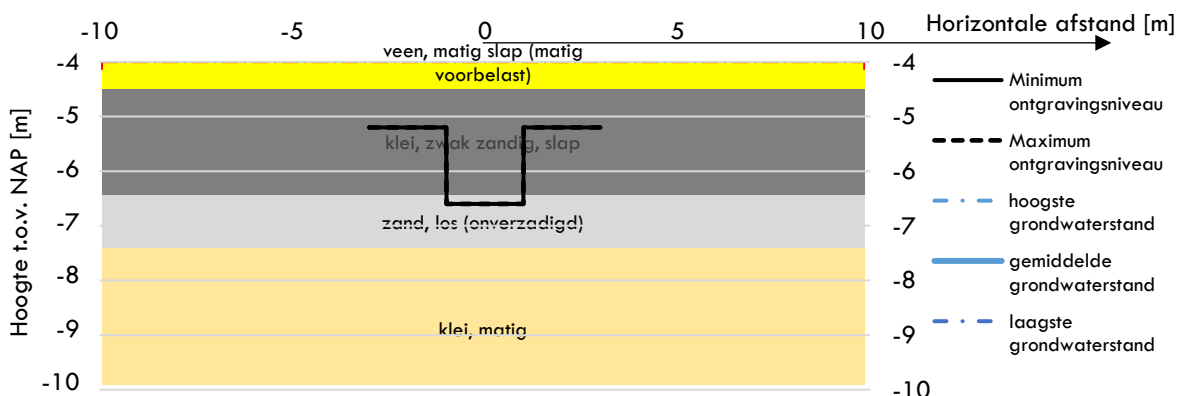 -10 -5 0 5 10 Horizontale afstand [m]
veen, matig slap (matig
voorbelast)
klei, zwak zandig, slap
zand, los (onverzadigd)
klei, matig
Hoogte t.o.v. NAP [m]
-4 -4
-5 -5
-6 -6
-7 -7
-8 -8
-9 -9
-10 -10
Minimum
ontgravingsniveau
Maximum
ontgravingsniveau
hoogste
grondwaterstand
gemiddelde
grondwaterstand
laagste
grondwaterstand